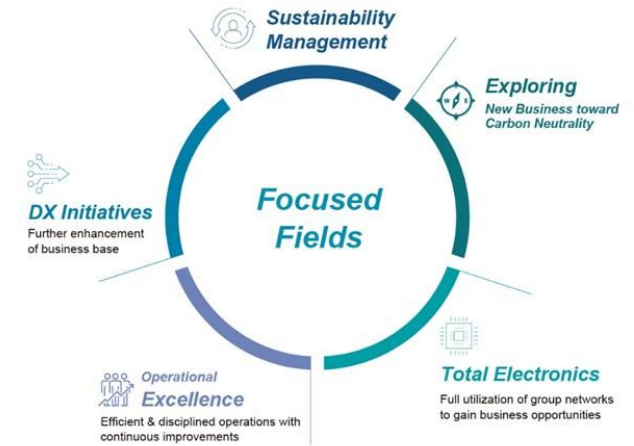 Sustainability
Management
Exploring
New Business toward
Carbon Neutrality
W E
DX Initiatives
Further enhancement
of business base
Focused
Fields
Total Electronics
Full utilization of group networks
to gain business opportunities
Operational
Excellence
Efficient & disciplined operations with
continuous improvements